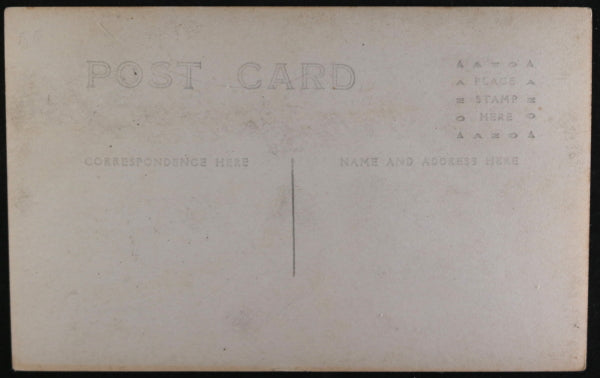 POST CARD
PLACE
STAMP
HERE
CORRESPONDENCE HERE
NAME AND ADDRESS HERE